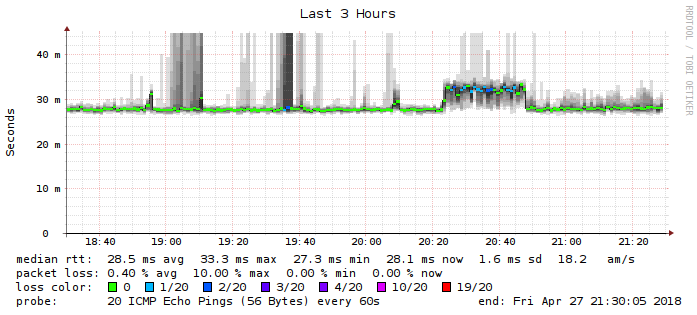 Last 3 Hours
RRDTOOL / TOBI OETIKER
Seconds
40 m
30 m
20 m
10 m
0
18:40 19:00 19:20 19:40 20:00 20:20 20:40 21:00 21:20
median rtt: 28.5 ms avg 33.3 ms max 27.3 ms min 28.1 ms now 1.6 ms sd 18.2 am/s
packet loss: 0.40 % avg 10.00 % max 0.00 % min 0.00 % now
loss color: 0 1/20 2/20 3/20 4/20 10/20 19/20
probe: 20 ICMP Echo Pings (56 Bytes) every 60s end: Fri Apr 27 21:30:05 2018